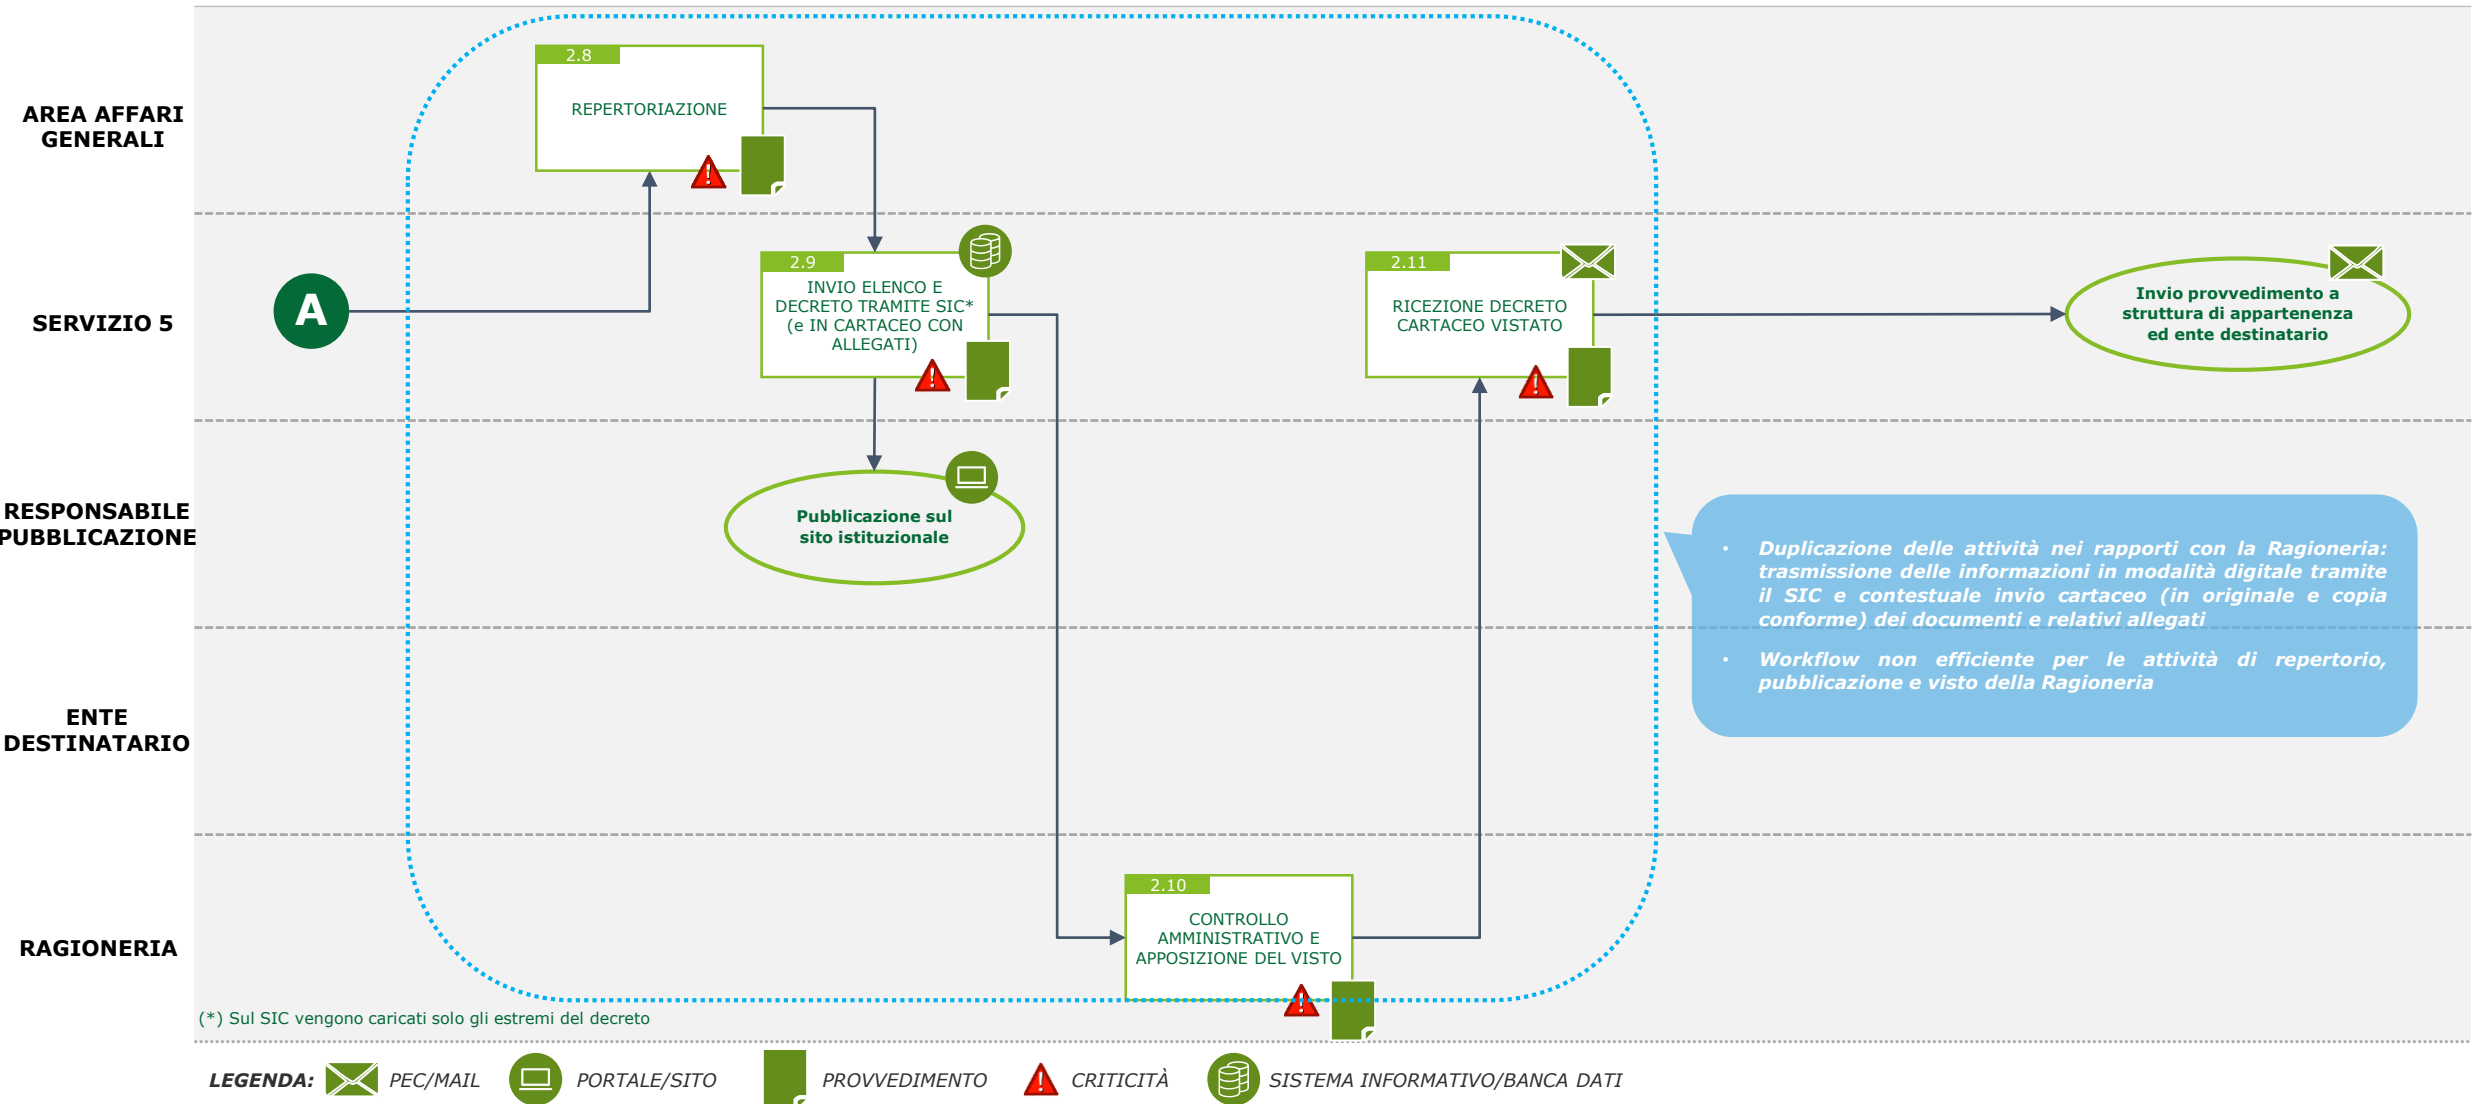 AREA AFFARI
GENERALI
2.8
REPERTORIAZIONE
SERVIZIO 5
A
2.9
INVIO ELENCO E
DECRETO TRAMITE SIC*
(e IN CARTACEO CON
ALLEGATI)
2.11
RICEZIONE DECRETO
CARTACEO VISTATO
Invio provvedimento a
struttura di appartenenza
ed ente destinatario
RESPONSABILE
PUBBLICAZIONE
Pubblicazione sul
sito istituzionale
• Duplicazione delle attività nei rapporti con la Ragioneria:
trasmissione delle informazioni in modalità digitale tramite
il SIC e contestuale invio cartaceo (in originale e copia
conforme) dei documenti e relativi allegati
• Workflow non efficiente per le attività di repertorio,
pubblicazione e visto della Ragioneria
ENTE
DESTINATARIO
RAGIONERIA
2.10
CONTROLLO
AMMINISTRATIVO E
APPOSIZIONE DEL VISTO
(*) Sul SIC vengono caricati solo gli estremi del decreto
LEGENDA: PEC/MAIL PORTALE/SITO PROVVEDIMENTO CRITICITÀ SISTEMA INFORMATIVO/BANCA DATI